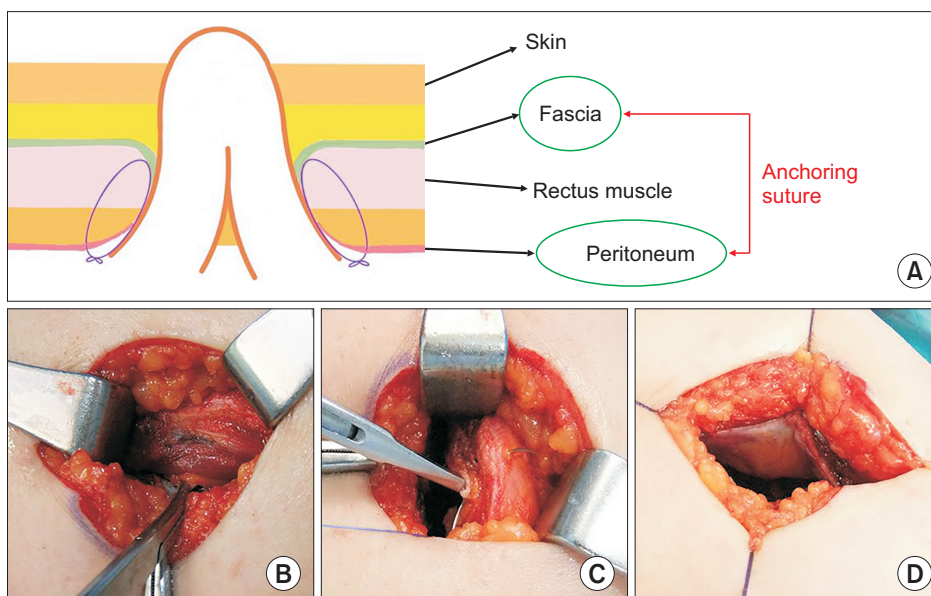 Skin
Fascia
Rectus muscle
Peritoneum
Anchoring
suture
A
B
C
D